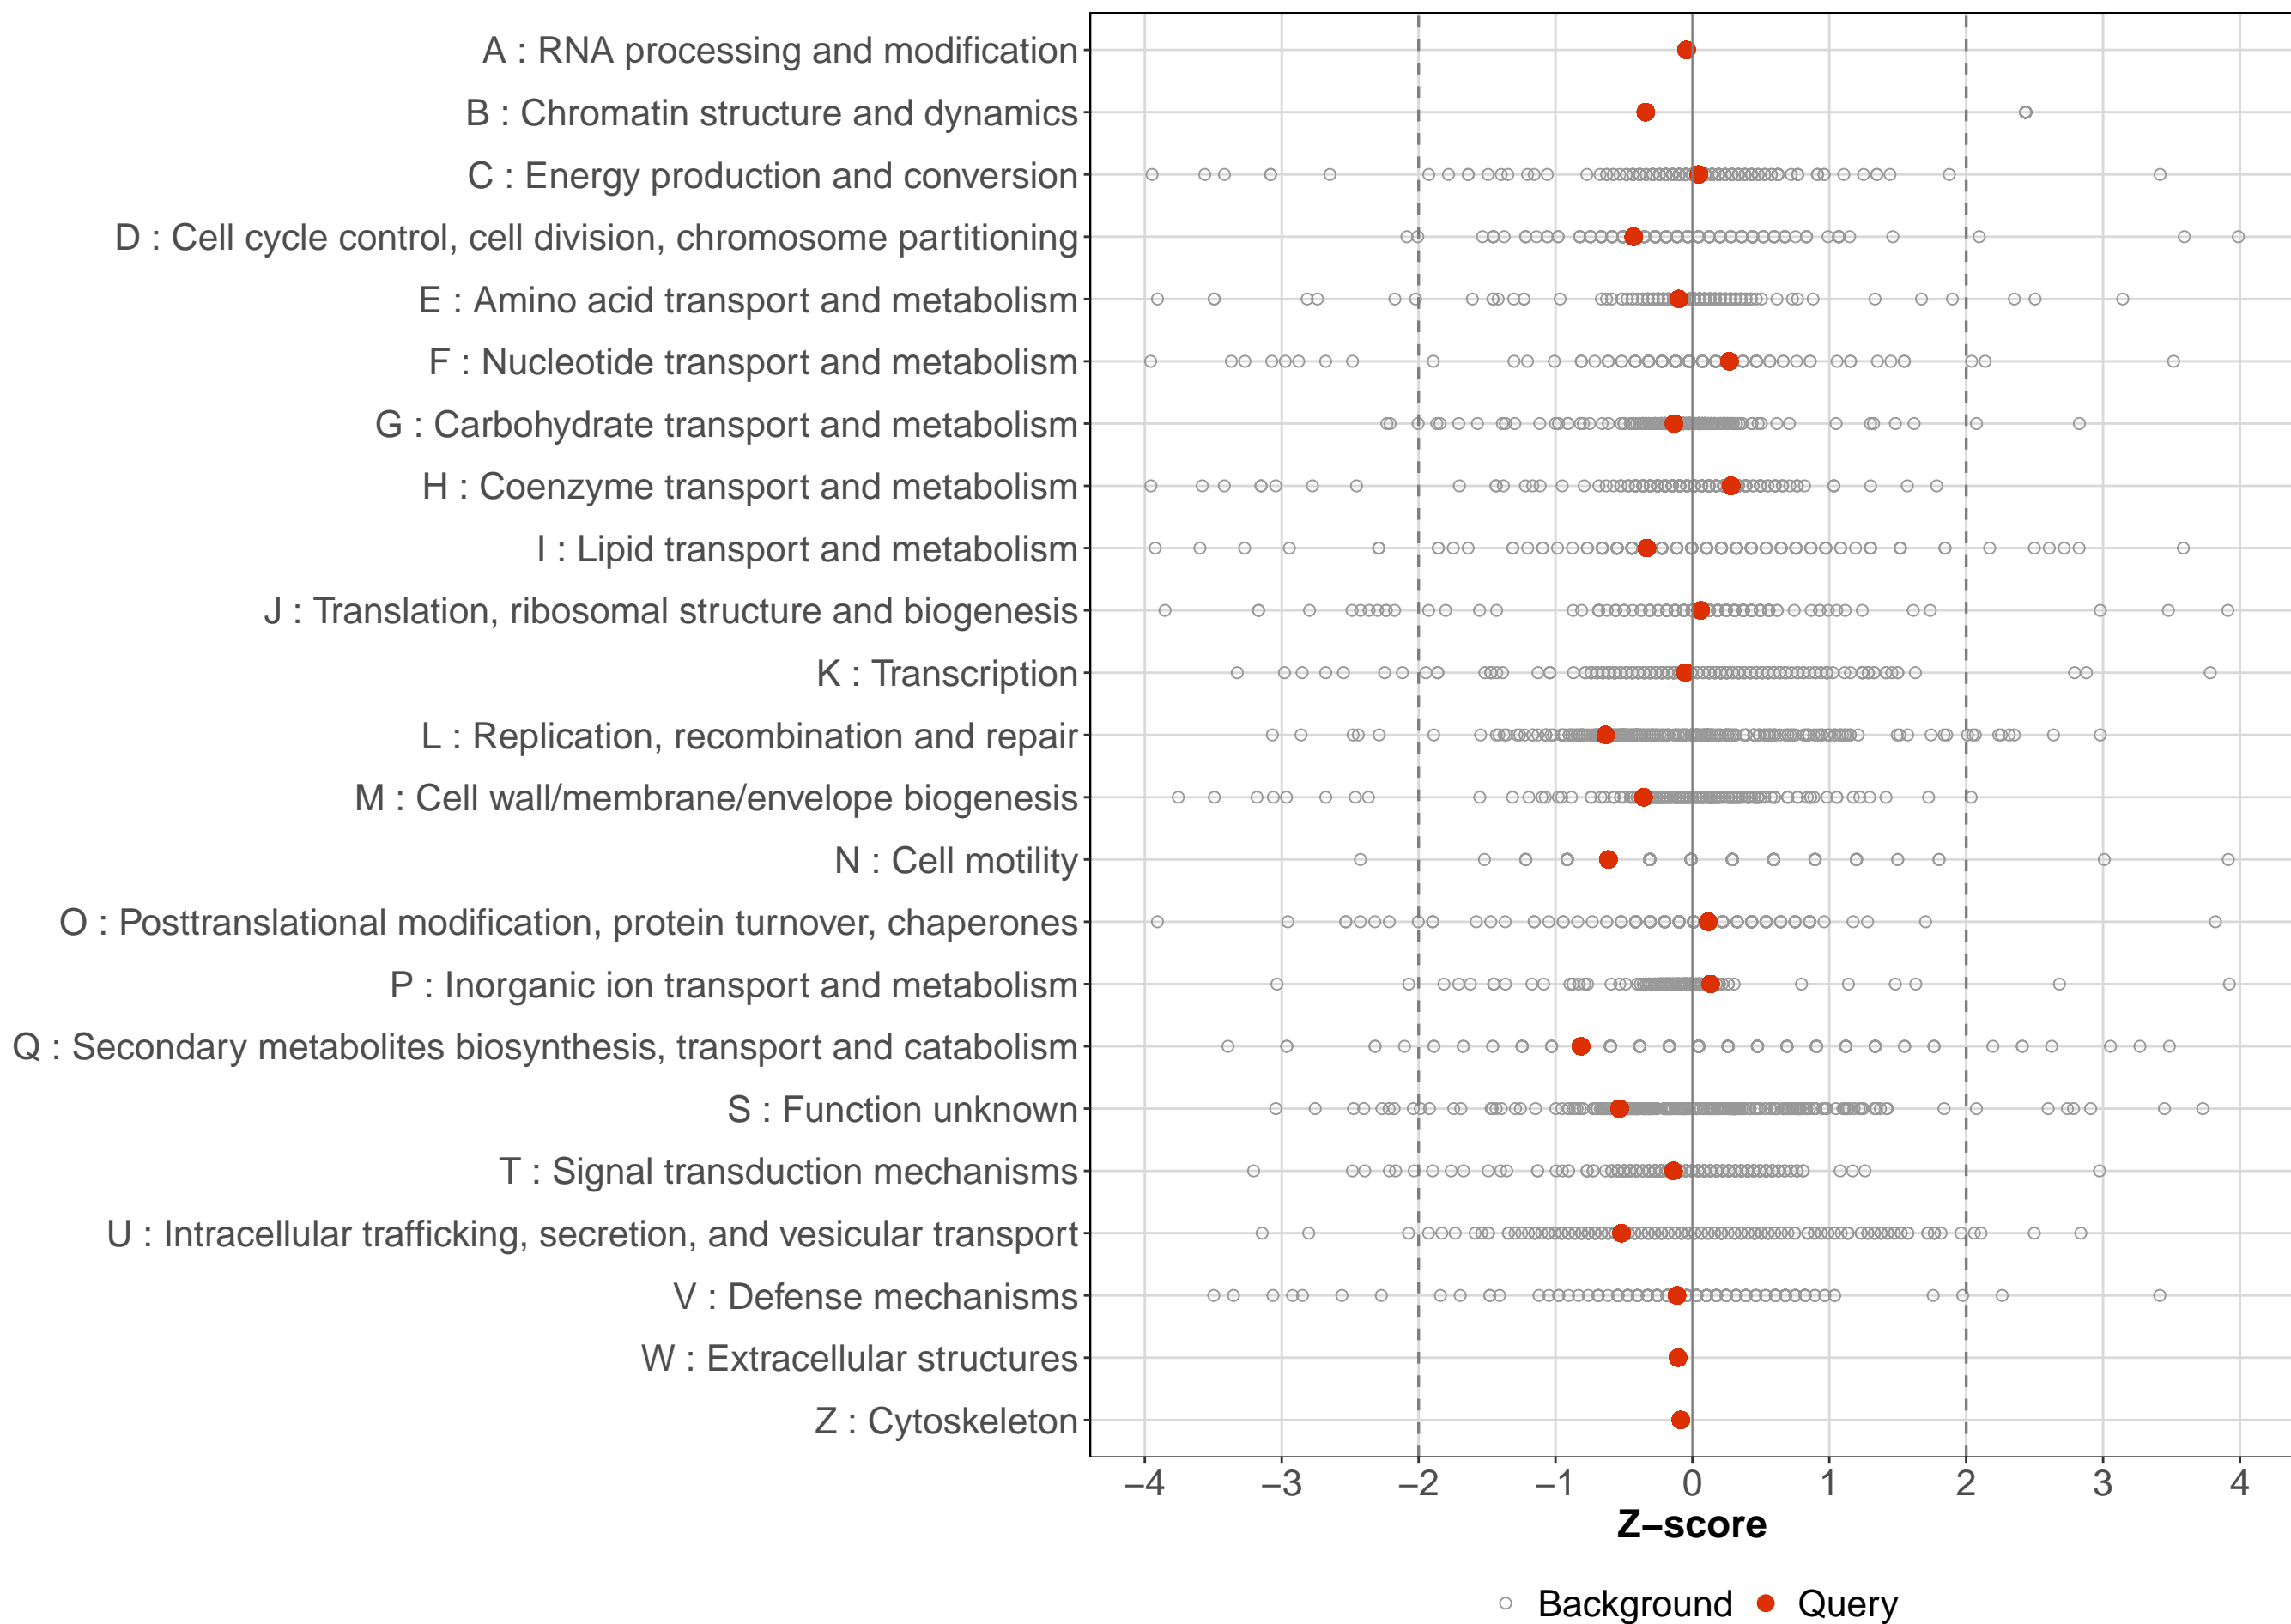 A : RNA processing and modification
B : Chromatin structure and dynamics
C : Energy production and conversion
D : Cell cycle control, cell division, chromosome partitioning
E : Amino acid transport and metabolism
F : Nucleotide transport and metabolism
G : Carbohydrate transport and metabolism
H : Coenzyme transport and metabolism
I : Lipid transport and metabolism
J : Translation, ribosomal structure and biogenesis
K : Transcription
L : Replication, recombination and repair
M : Cell wall/membrane/envelope biogenesis
N : Cell motility
O : Posttranslational modification, protein turnover, chaperones
P : Inorganic ion transport and metabolism
Q : Secondary metabolites biosynthesis, transport and catabolism
S : Function unknown
T : Signal transduction mechanisms
U : Intracellular trafficking, secretion, and vesicular transport
V : Defense mechanisms
W : Extracellular structures
Z : Cytoskeleton
−4 −3 −2 −1 0 1 2 3 4
Z−score
Background Query